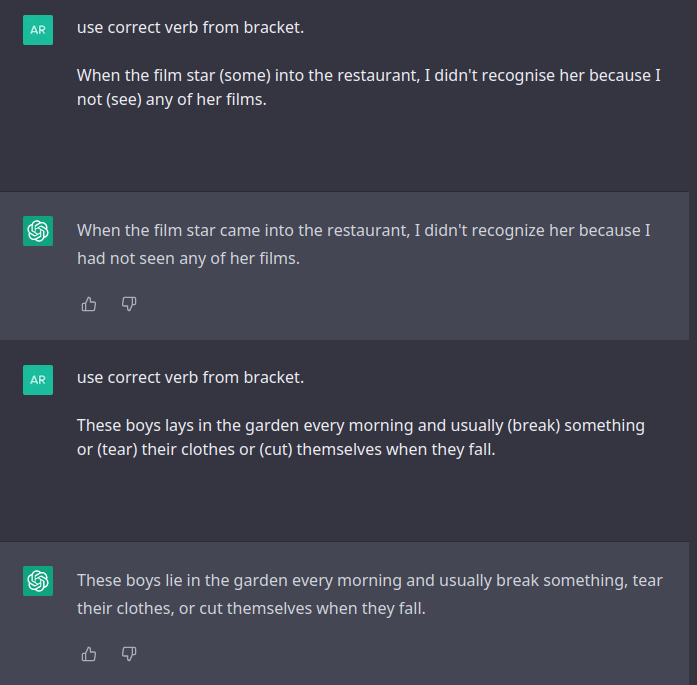 AR
use correct verb from bracket.
When the film star (some) into the restaurant, I didn't recognise her because I
not (see) any of her films.
When the film star came into the restaurant, I didn't recognize her because I
had not seen any of her films.
AR
use correct verb from bracket.
These boys lays in the garden every morning and usually (break) something
or (tear) their clothes or (cut) themselves when they fall.
These boys lie in the garden every morning and usually break something, tear
their clothes, or cut themselves when they fall.